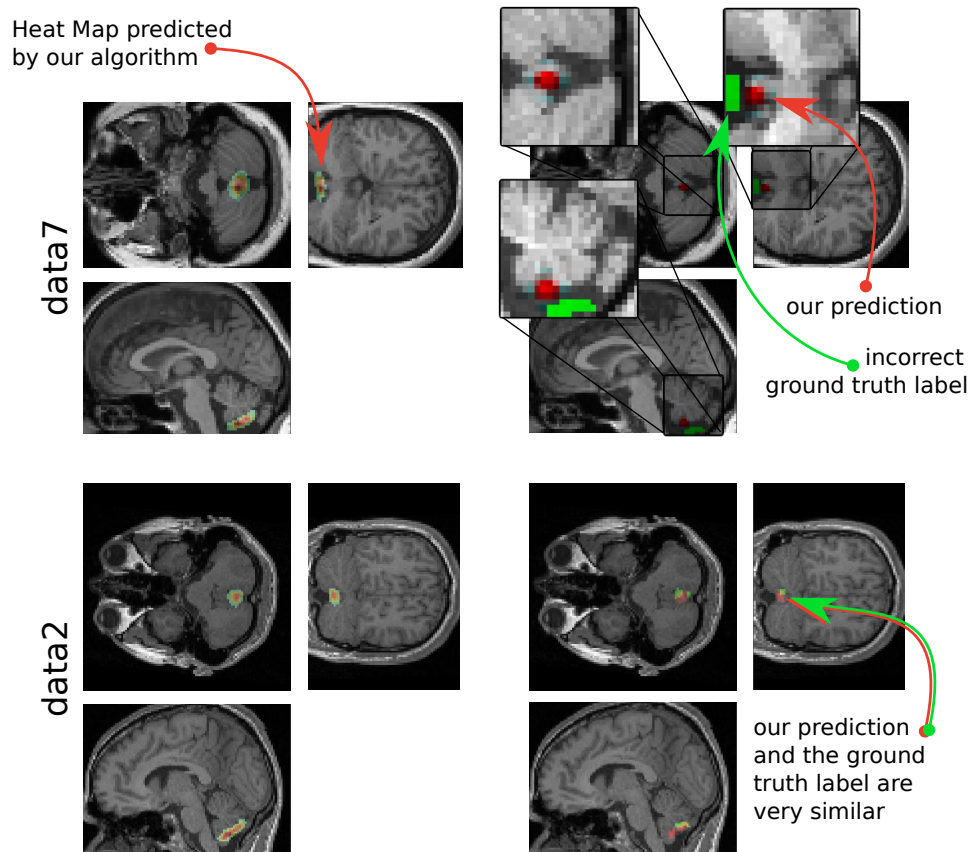 Heat Map predicted
by our algorithm
data7
our prediction
incorrect
ground truth label
data2
our prediction
and the ground
truth label are
very similar